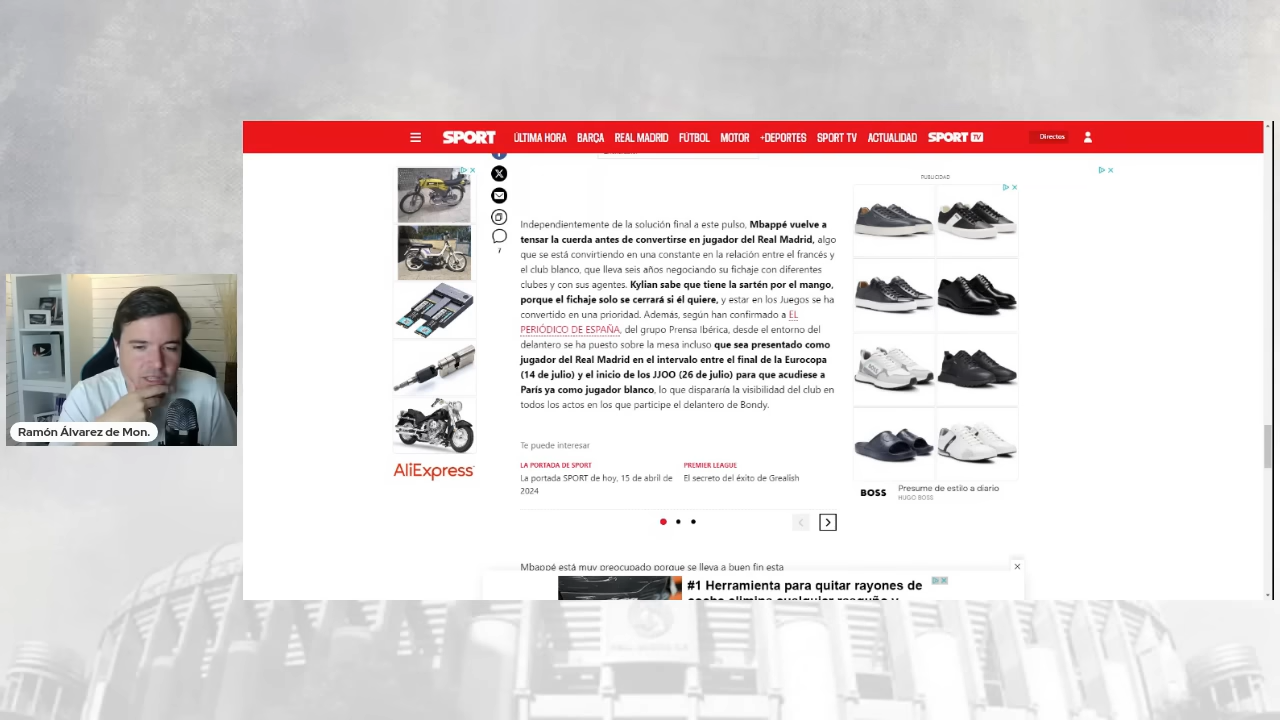 SPORT
ÚLTIMA HORA
BARÇA
REAL MADRID
FÚTBOL
MOTOR
+DEPORTES
SPORT TV
ACTUALIDAD
SPORT TV
Directos
PUBLICIDAD
7
Independientemente de la solución final a este pulso, Mbappé vuelve a
tensar la cuerda antes de convertirse en jugador del Real Madrid, algo
que se está convirtiendo en una constante en la relación entre el francés y
el club blanco, que lleva seis años negociando su fichaje con diferentes
clubes y con sus agentes. Kylian sabe que tiene la sartén por el mango,
porque el fichaje solo se cerrará si él quiere, y estar en los Juegos se ha
convertido en una prioridad. Además, según han confirmado a EL
PERIÓDICO DE ESPAÑA, del grupo Prensa Ibérica, desde el entorno del
delantero se ha puesto sobre la mesa incluso que sea presentado como
jugador del Real Madrid en el intervalo entre el final de la Eurocopa
(14 de julio) y el inicio de los JJOO (26 de julio) para que acudiese a
París ya como jugador blanco, lo que dispararía la visibilidad del club en
todos los actos en los que participe el delantero de Bondy.
Te puede interesar
LA PORTADA DE SPORT
La portada SPORT de hoy, 15 de abril de
2024
PREMIER LEAGUE
El secreto del éxito de Grealish
Mbappé está muy preocupado porque se lleva a buen fin esta
AliExpress
BOSS
Presume de estilo a diario
HUGO BOSS
#1 Herramienta para quitar rayones de
Ramón Álvarez de Mon.